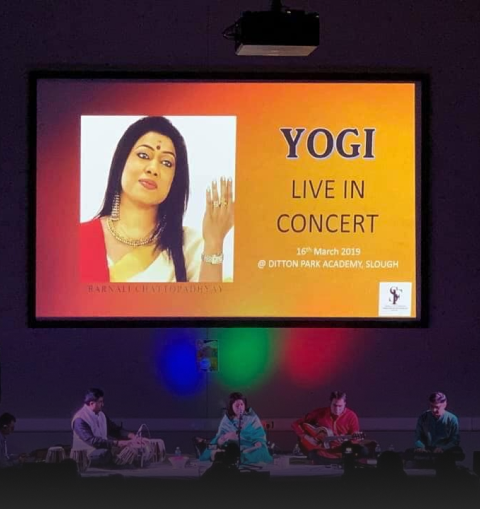 YOGI
LIVE IN
CONCERT
16th March 2019
@ DITTON PARK ACADEMY, SLOUGH
BARNALI CHATTOPADHYAY